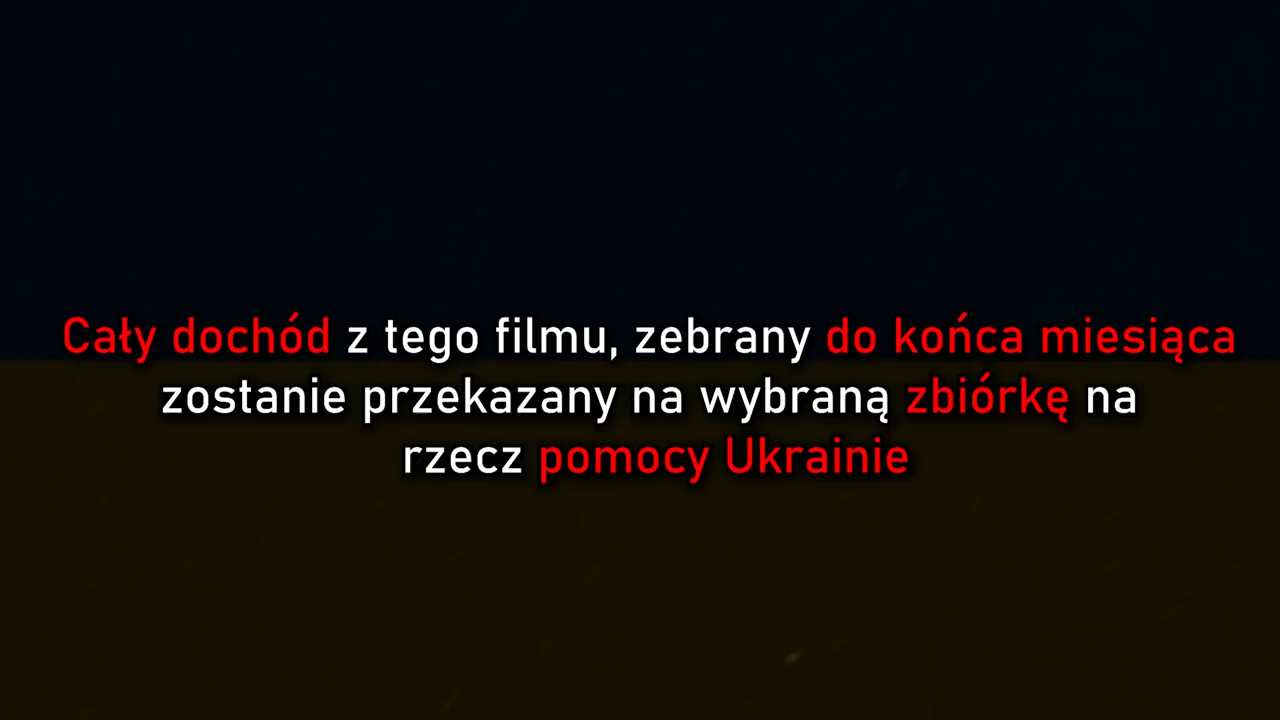 Cały dochód z tego filmu, zebrany do końca miesiąca
zostanie przekazany na wybraną zbiórkę na
rzecz pomocy Ukrainie